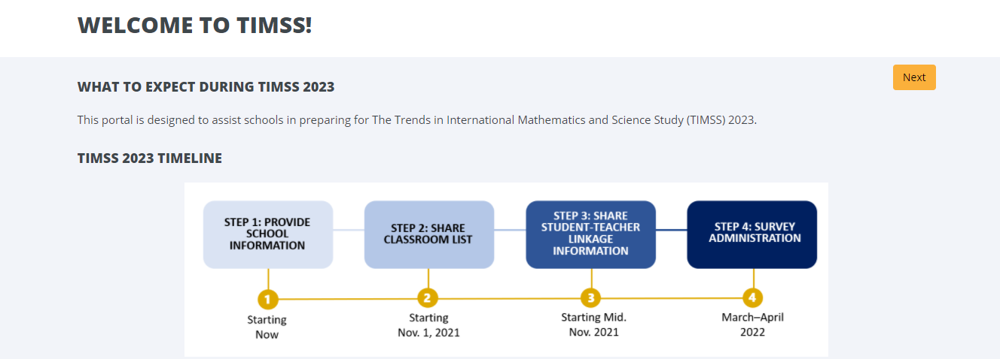 WELCOME TO TIMSS!
WHAT TO EXPECT DURING TIMSS 2023
Next
This portal is designed to assist schools in preparing for The Trends in International Mathematics and Science Study (TIMSS) 2023.
TIMSS 2023 TIMELINE
STEP 1: PROVIDE
SCHOOL
INFORMATION
STEP 2: SHARE
CLASSROOM LIST
STEP 3: SHARE
STUDENT-TEACHER
LINKAGE
INFORMATION
STEP 4: SURVEY
ADMINISTRATION
1
2
3
4
Starting
Now
Starting
Nov. 1, 2021
Starting Mid.
Nov. 2021
March–April
2022